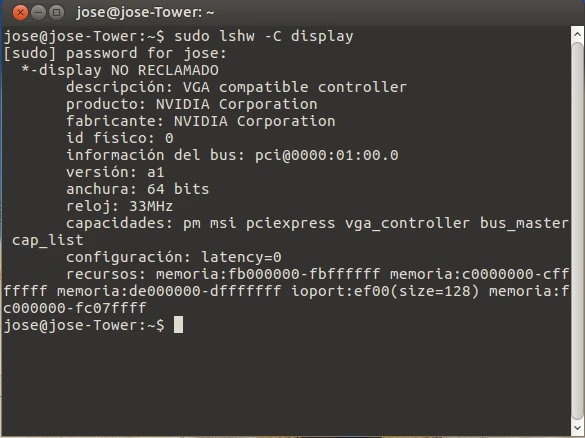 jose@jose-Tower: ~
jose@jose-Tower:~$ sudo lshw -C display
[sudo] password for jose:
  *-display NO RECLAMADO
       descripción: VGA compatible controller
       producto: NVIDIA Corporation
       fabricante: NVIDIA Corporation
       id físico: 0
       información del bus: pci@0000:01:00.0
       versión: a1
       anchura: 64 bits
       reloj: 33MHz
       capacidades: pm msi pciexpress vga_controller bus_master
 cap_list
       configuración: latency=0
       recursos: memoria:fb000000-fbffffff memoria:c0000000-cff
fffff memoria:de000000-dfffffff ioport:ef00(size=128) memoria:f
c000000-fc07ffff
jose@jose-Tower:~$